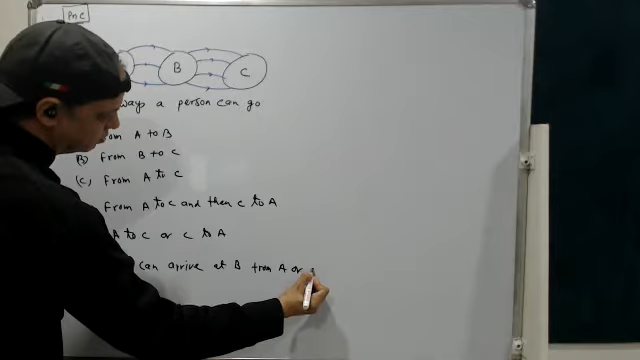 PnC
B
C
ways a person can go
from A to B
(B) from B to C
(C) from A to C
from A to C and then C to A
A to C or C to A
can arrive at B from A or